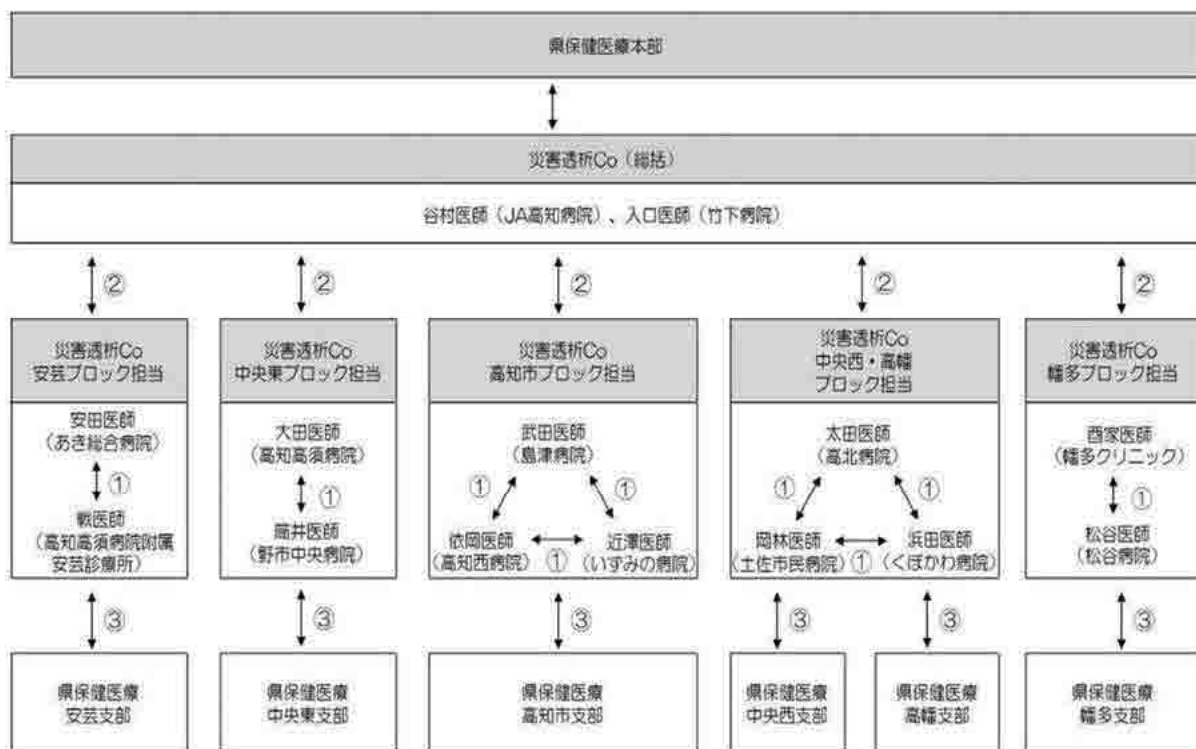 県保健医療本部
災害透析Co（総括）
谷村医師（JA高知病院）、入口医師（竹下病院）
②
②
②
②
②
災害透析Co
安芸ブロック担当
安田医師
（あき総合病院）
①
戰医師
（高知高須病院附属
安芸診療所）
災害透析Co
中央東ブロック担当
大田医師
（高知高須病院）
①
筒井医師
（野市中央病院）
災害透析Co
高知市ブロック担当
武田医師
（島津病院）
①
①
依岡医師
（高知西病院）
①
近澤医師
（いずみの病院）
災害透析Co
中央西・高幡
ブロック担当
太田医師
（高北病院）
①
①
岡林医師
（土佐市民病院）
①
浜田医師
（くぼかわ病院）
災害透析Co
幡多ブロック担当
酉家医師
（幡多クリニック）
①
松谷医師
（松谷病院）
③
③
③
③
③
③
県保健医療
安芸支部
県保健医療
中央東支部
県保健医療
高知市支部
県保健医療
中央西支部
県保健医療
高幡支部
県保健医療
幡多支部